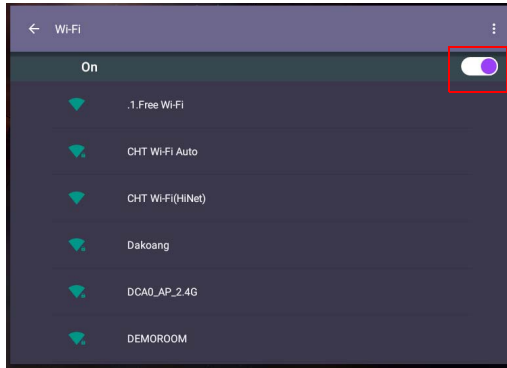 Wi-Fi
On
.1.Free Wi-Fi
CHT Wi-Fi Auto
CHT Wi-Fi(HiNet)
Dakoang
DCA0_AP_2.4G
DEMOROOM